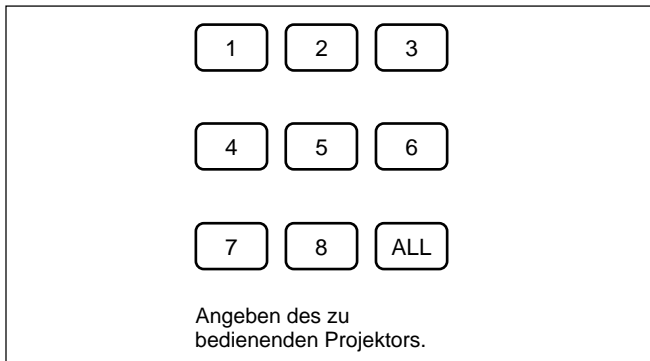 1 2 3
4 5 6
7 8 ALL
Angeben des zu
bedienenden Projektors.